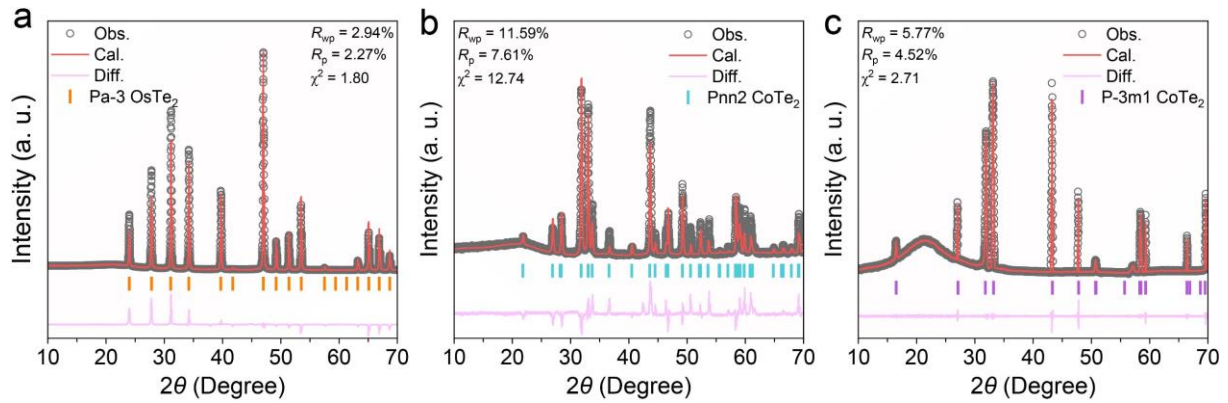 a
Obs.
Cal.
Diff.
Pa-3 OsTe₂
Rwp = 2.94%
Rp = 2.27%
χ² = 1.80
Intensity (a. u.)
10 20 30 40 50 60 70
2θ (Degree)
b
Rwp = 11.59%
Rp = 7.61%
χ² = 12.74
Obs.
Cal.
Diff.
Pnn2 CoTe₂
Intensity (a. u.)
10 20 30 40 50 60 70
2θ (Degree)
c
Rwp = 5.77%
Rp = 4.52%
χ² = 2.71
Obs.
Cal.
Diff.
P-3m1 CoTe₂
Intensity (a. u.)
10 20 30 40 50 60 70
2θ (Degree)